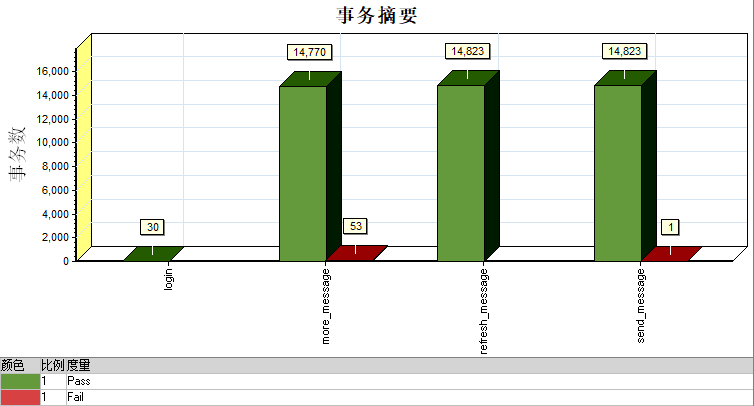 事务摘要
14,770
14,823
14,823
16,000
14,000
12,000
10,000
8,000
6,000
4,000
2,000
0
事务数
30
53
1
login
more_message
refresh_message
send_message
颜色 比例 度量
1 Pass
1 Fail